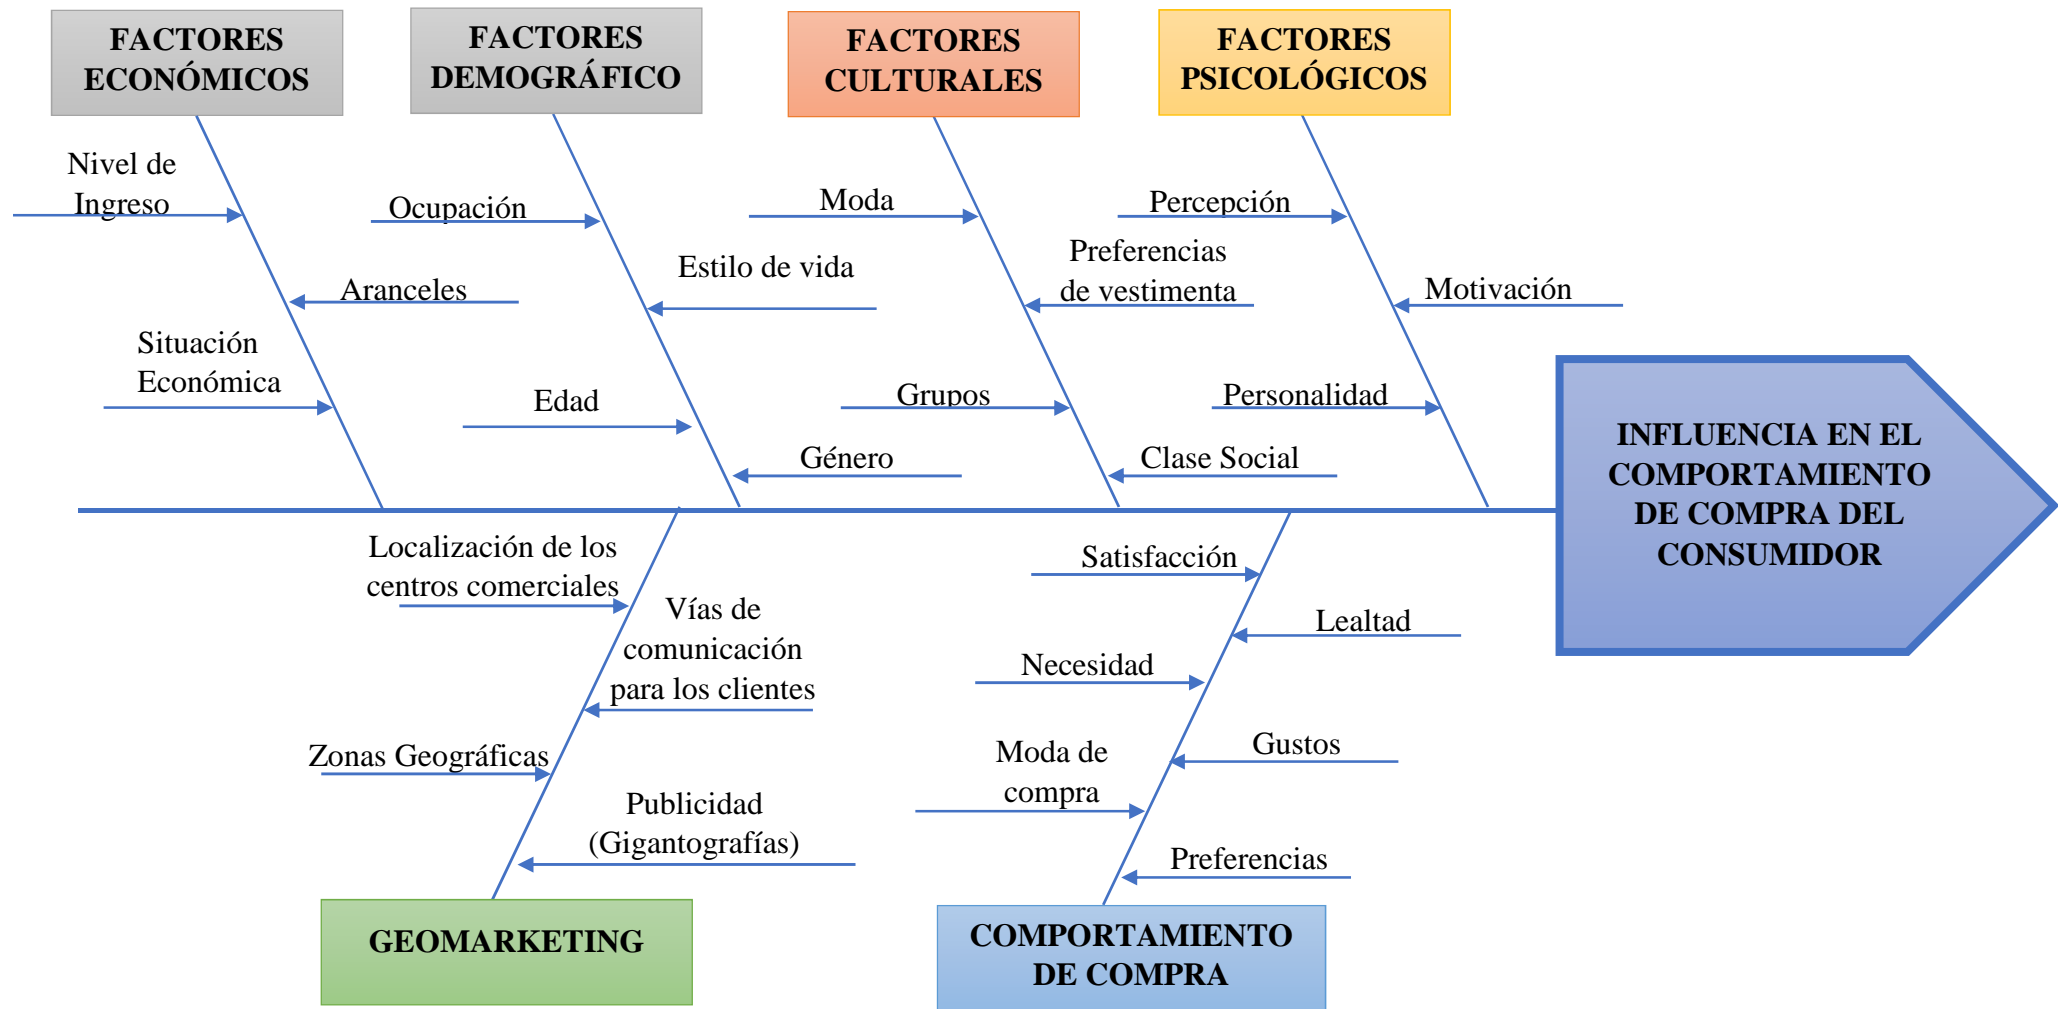 FACTORES
ECONÓMICOS
FACTORES
DEMOGRÁFICO
FACTORES
CULTURALES
FACTORES
PSICOLÓGICOS
Nivel de
Ingreso
Aranceles
Situación
Económica
Ocupación
Estilo de vida
Edad
Género
Moda
Preferencias
de vestimenta
Grupos
Clase Social
Percepción
Motivación
Personalidad
INFLUENCIA EN EL
COMPORTAMIENTO
DE COMPRA DEL
CONSUMIDOR
Localización de los
centros comerciales
Vías de
comunicación
para los clientes
Zonas Geográficas
Publicidad
(Gigantografías)
Satisfacción
Lealtad
Necesidad
Gustos
Moda de
compra
Preferencias
GEOMARKETING
COMPORTAMIENTO
DE COMPRA